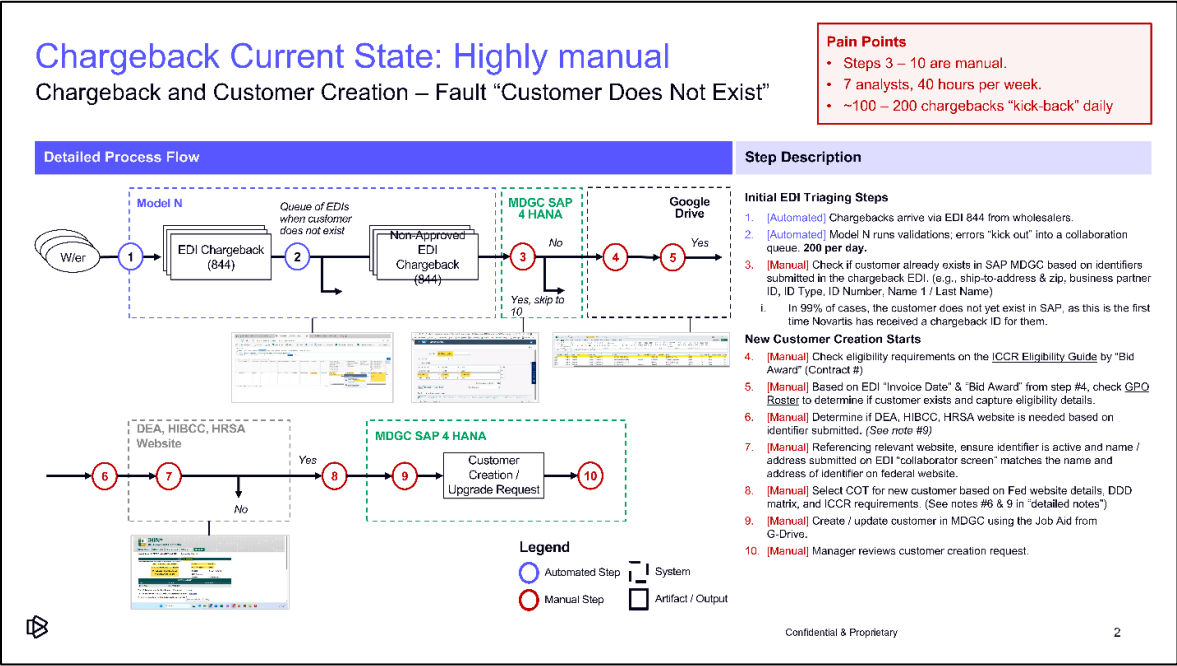 Chargeback Current State: Highly manual
Chargeback and Customer Creation – Fault “Customer Does Not Exist”
Pain Points
• Steps 3 – 10 are manual.
• 7 analysts, 40 hours per week.
• ~100 – 200 chargebacks “kick-back” daily
Detailed Process Flow
Model N
Queue of EDIs
when customer
does not exist
MDGC SAP
4 HANA
Google
Drive
W/er
1
EDI Chargeback
(844)
2
Non-Approved
EDI
Chargeback
(844)
3
No
Yes, skip to
10
4
5
Yes
DEA, HIBCC, HRSA
Website
MDGC SAP 4 HANA
6
7
No
Yes
8
9
Customer
Creation /
Upgrade Request
10
Legend
Automated Step
System
Manual Step
Artifact / Output
Step Description
Initial EDI Triaging Steps
1. [Automated] Chargebacks arrive via EDI 844 from wholesalers.
2. [Automated] Model N runs validations; errors “kick out” into a collaboration
queue. 200 per day.
3. [Manual] Check if customer already exists in SAP MDGC based on identifiers
submitted in the chargeback EDI. (e.g., ship-to-address & zip, business partner
ID, ID Type, ID Number, Name 1 / Last Name)
i. In 99% of cases, the customer does not yet exist in SAP, as this is the first
time Novartis has received a chargeback ID for them.
New Customer Creation Starts
4. [Manual] Check eligibility requirements on the ICCR Eligibility Guide by “Bid
Award” (Contract #)
5. [Manual] Based on EDI “Invoice Date” & “Bid Award” from step #4, check GPO
Roster to determine if customer exists and capture eligibility details.
6. [Manual] Determine if DEA, HIBCC, HRSA website is needed based on
identifier submitted. (See note #9)
7. [Manual] Referencing relevant website, ensure identifier is active and name /
address submitted on EDI “collaborator screen” matches the name and
address of identifier on federal website.
8. [Manual] Select COT for new customer based on Fed website details, DDD
matrix, and ICCR requirements. (See notes #6 & 9 in “detailed notes”)
9. [Manual] Create / update customer in MDGC using the Job Aid from
G-Drive.
10. [Manual] Manager reviews customer creation request.
Confidential & Proprietary
2